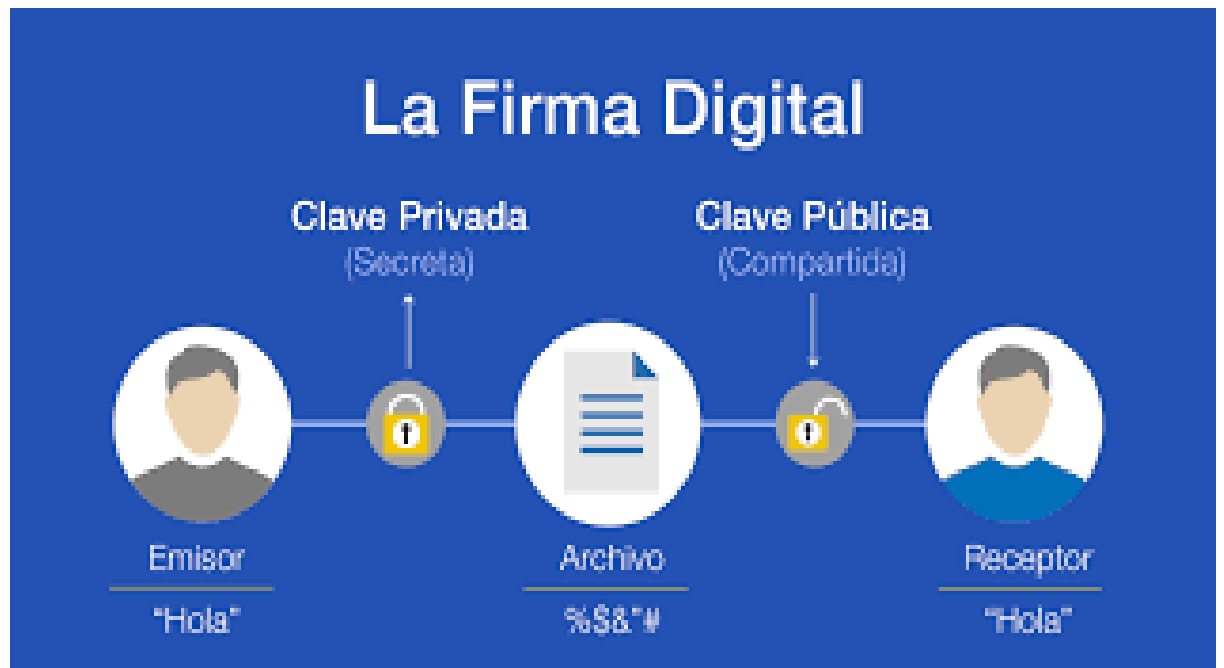 La Firma Digital
Clave Privada
(Secreta)
Clave Pública
(Compartida)
Emisor
"Hola"
Archivo
%$&"#
Receptor
"Hola"